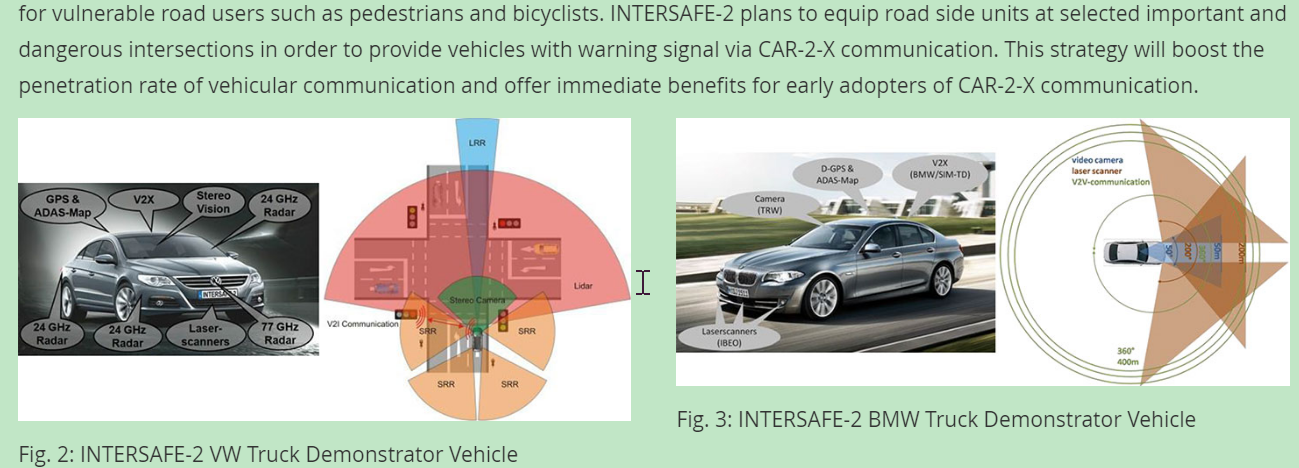 for vulnerable road users such as pedestrians and bicyclists. INTERSAFE-2 plans to equip road side units at selected important and
dangerous intersections in order to provide vehicles with warning signal via CAR-2-X communication. This strategy will boost the
penetration rate of vehicular communication and offer immediate benefits for early adopters of CAR-2-X communication.
GPS &
ADAS-Map
V2X
Stereo
Vision
24 GHz
Radar
24 GHz
Radar
24 GHz
Radar
Laser-
scanners
77 GHz
Radar
LRR
Lidar
Stereo Camera
V2I Communication
SRR
SRR
SRR
SRR
Fig. 2: INTERSAFE-2 VW Truck Demonstrator Vehicle
D-GPS &
ADAS-Map
V2X
(BMW/SIM-TD)
Camera
(TRW)
Laserscanners
(IBEO)
video camera
laser scanner
V2V-communication
50m
200m
360°
400m
Fig. 3: INTERSAFE-2 BMW Truck Demonstrator Vehicle